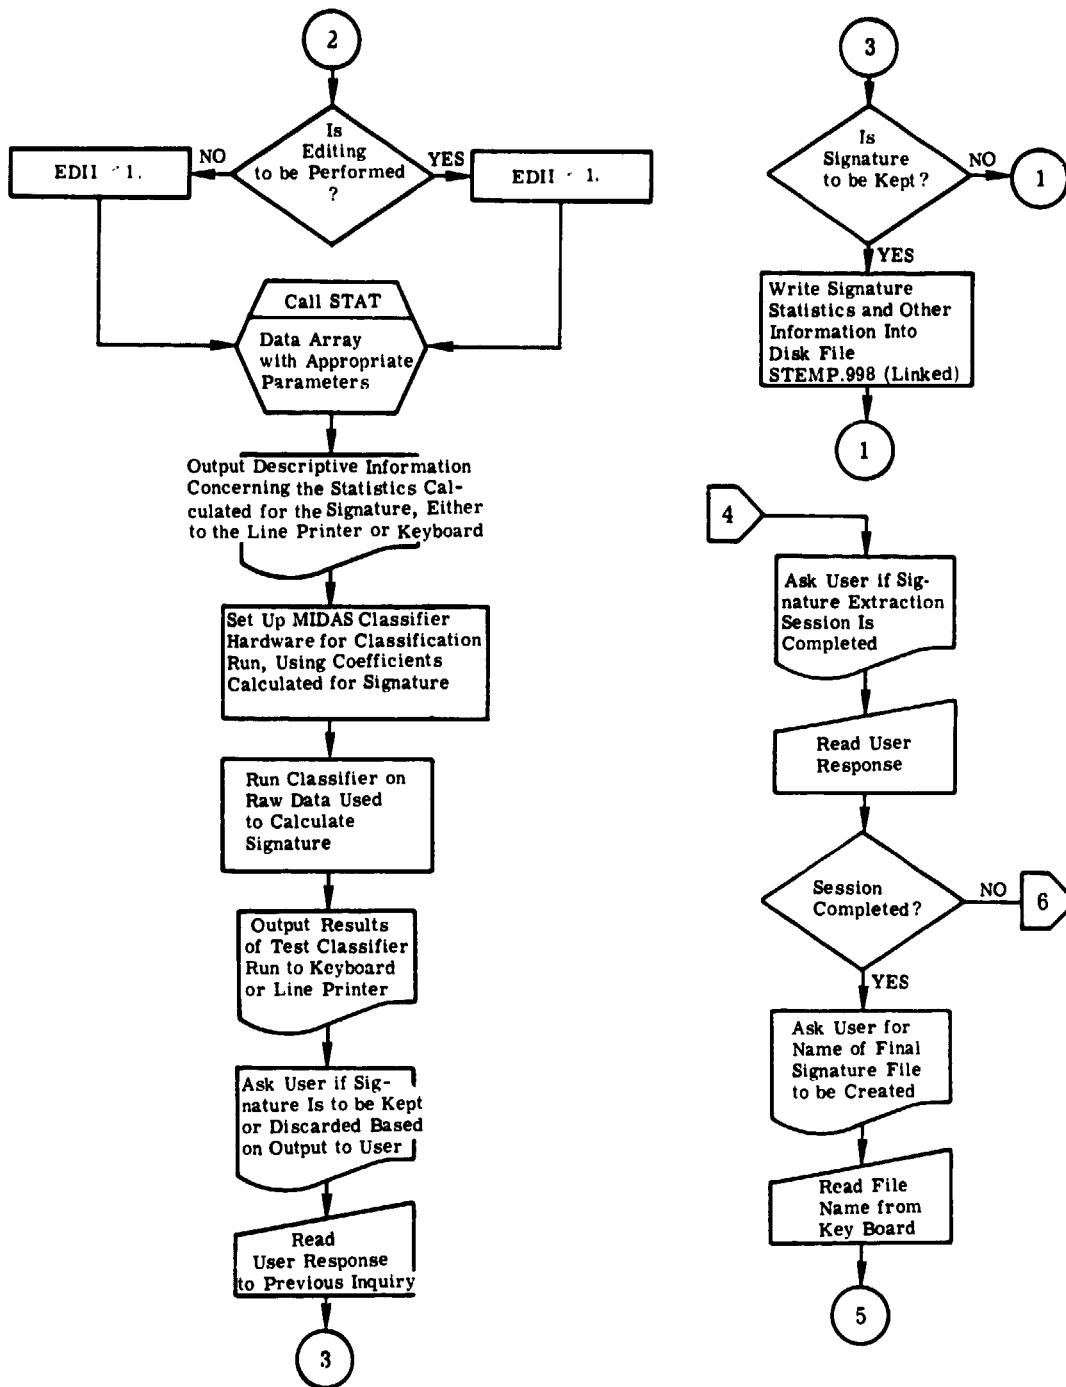 2
Is
Editing
to be Performed
?
NO
YES
1.
1.
Call STAT
Data Array
with Appropriate
Parameters
Output Descriptive Information
Concerning the Statistics Cal-
culated for the Signature, Either
to the Line Printer or Keyboard
Set Up MIDAS Classifier
Hardware for Classification
Run, Using Coefficients
Calculated for Signature
Run Classifier on
Raw Data Used
to Calculate
Signature
Output Results
of Test Classifier
Run to Keyboard
or Line Printer
Ask User if Sig-
nature Is to be Kept
or Discarded Based
on Output to User
Read
User Response
to Previous Inquiry
3
3
Is
Signature
to be Kept?
NO
1
YES
Write Signature
Statistics and Other
Information Into
Disk File
STEMP.998 (Linked)
1
4
Ask User if Sig-
nature Extraction
Session Is
Completed
Read User
Response
Session
Completed?
NO
6
YES
Ask User for
Name of Final
Signature File
to be Created
Read File
Name from
Key Board
5